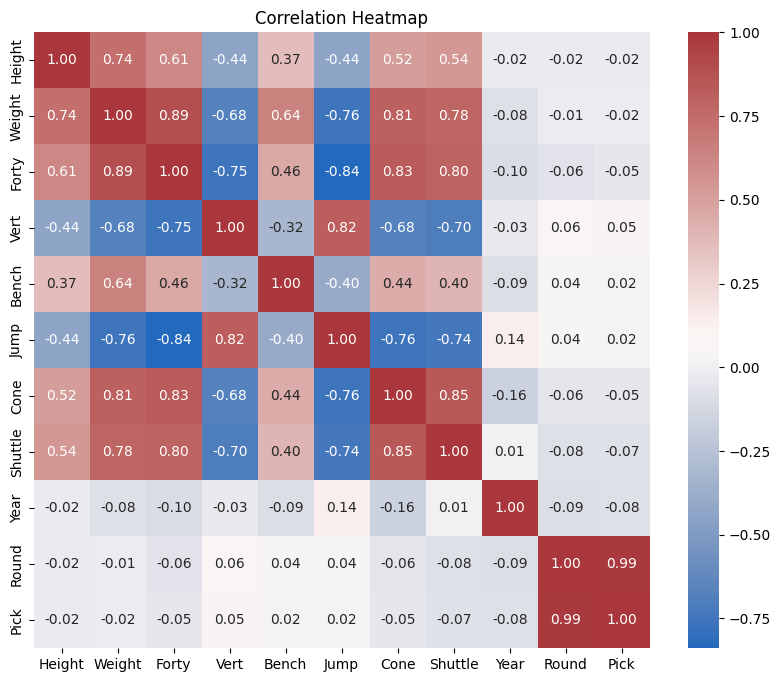 Correlation Heatmap
Height 1.00 0.74 0.61 -0.44 0.37 -0.44 0.52 0.54 -0.02 -0.02 -0.02
Weight 0.74 1.00 0.89 -0.68 0.64 -0.76 0.81 0.78 -0.08 -0.01 -0.02
Forty 0.61 0.89 1.00 -0.75 0.46 -0.84 0.83 0.80 -0.10 -0.06 -0.05
Vert -0.44 -0.68 -0.75 1.00 -0.32 0.82 -0.68 -0.70 -0.03 0.06 0.05
Bench 0.37 0.64 0.46 -0.32 1.00 -0.40 0.44 0.40 -0.09 0.04 0.02
Jump -0.44 -0.76 -0.84 0.82 -0.40 1.00 -0.76 -0.74 0.14 0.04 0.02
Cone 0.52 0.81 0.83 -0.68 0.44 -0.76 1.00 0.85 -0.16 -0.06 -0.05
Shuttle 0.54 0.78 0.80 -0.70 0.40 -0.74 0.85 1.00 0.01 -0.08 -0.07
Year -0.02 -0.08 -0.10 -0.03 -0.09 0.14 -0.16 0.01 1.00 -0.09 -0.08
Round -0.02 -0.01 -0.06 0.06 0.04 0.04 -0.06 -0.08 -0.09 1.00 0.99
Pick -0.02 -0.02 -0.05 0.05 0.02 0.02 -0.05 -0.07 -0.08 0.99 1.00
Height Weight Forty Vert Bench Jump Cone Shuttle Year Round Pick
1.00
0.75
0.50
0.25
0.00
−0.25
−0.50
−0.75